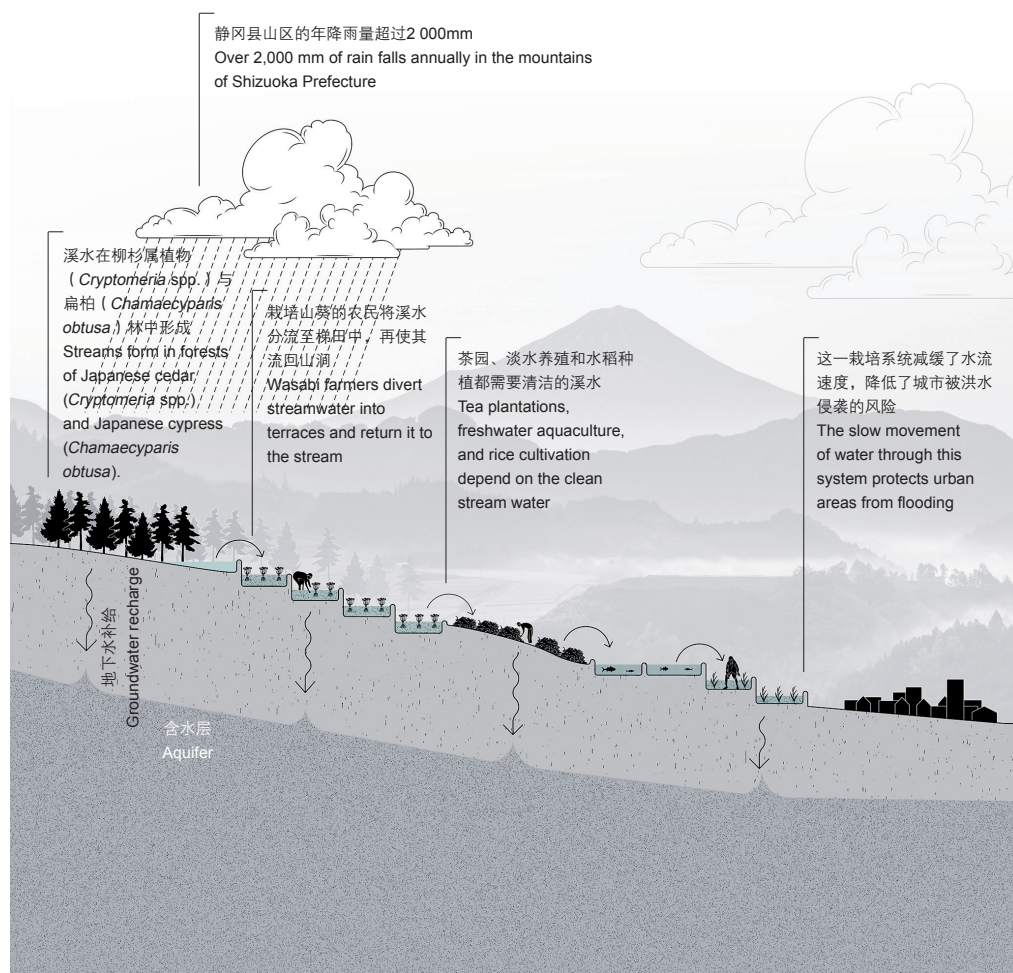 静冈县山区的年降雨量超过2 000mm
Over 2,000 mm of rain falls annually in the mountains
of Shizuoka Prefecture
溪水在柳杉属植物
（Cryptomeria spp.）与
扁柏（Chamaecyparis
obtusa）林中形成
Streams form in forests
of Japanese cedar
(Cryptomeria spp.)
and Japanese cypress
(Chamaecyparis
obtusa).
栽培山葵的农民将溪水
分流至梯田中，再使其
流回山涧
Wasabi farmers divert
streamwater into
terraces and return it to
the stream
茶园、淡水养殖和水稻种
植都需要清洁的溪水
Tea plantations,
freshwater aquaculture,
and rice cultivation
depend on the clean
stream water
这一栽培系统减缓了水流
速度，降低了城市被洪水
侵袭的风险
The slow movement
of water through this
system protects urban
areas from flooding
地下水补给
Groundwater recharge
含水层
Aquifer